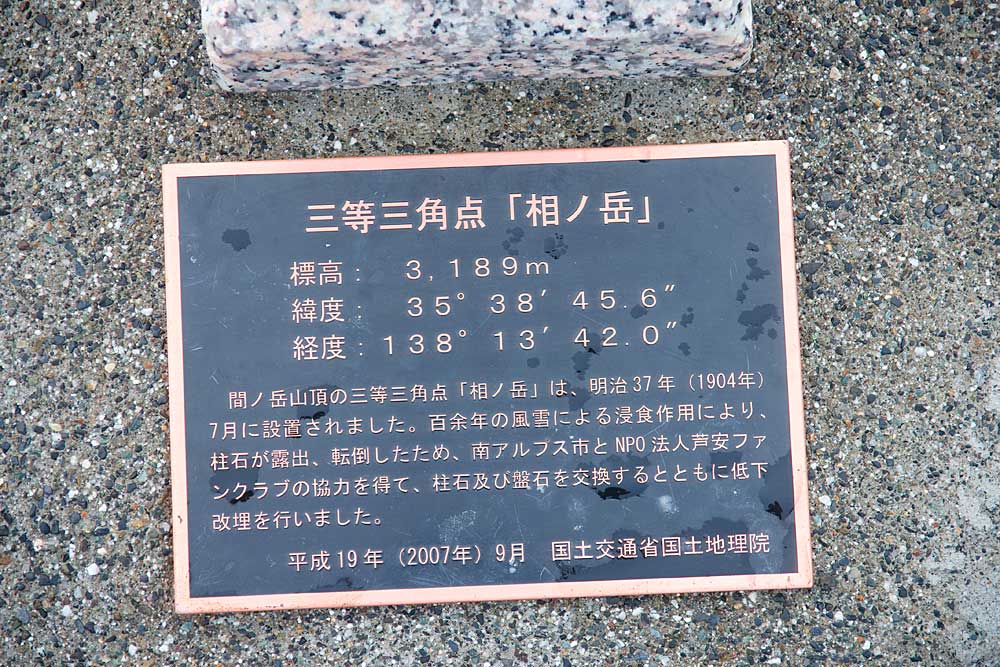 三等三角点「相ノ岳」
標高： 3,189m
緯度： 35°38′45.6″
経度：138°13′42.0″
間ノ岳山頂の三等三角点「相ノ岳」は、明治37年（1904年）
7月に設置されました。百余年の風雪による浸食作用により、
柱石が露出、転倒したため、南アルプス市とNPO法人芦安ファ
ンクラブの協力を得て、柱石及び盤石を交換するとともに低下
改埋を行いました。
平成19年（2007年）9月　国土交通省国土地理院